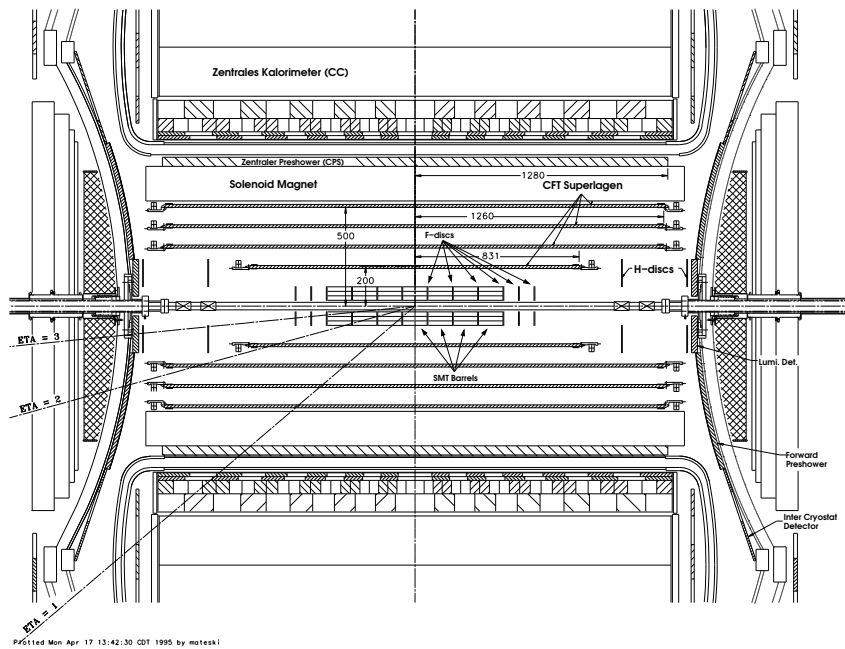 Zentrales Kalorimeter (CC)
Zentraler Preshower (CPS)
1280
Solenoid Magnet
CFT Superlagen
1260
500
F-discs
831
H-discs
200
ETA = 3
SMT Barrels
Lumi. Det.
ETA = 2
Forward
Preshower
Inter Cryostat
Detector
ETA = 1
Plotted Mon Apr 17 13:42:30 CDT 1995 by mateski